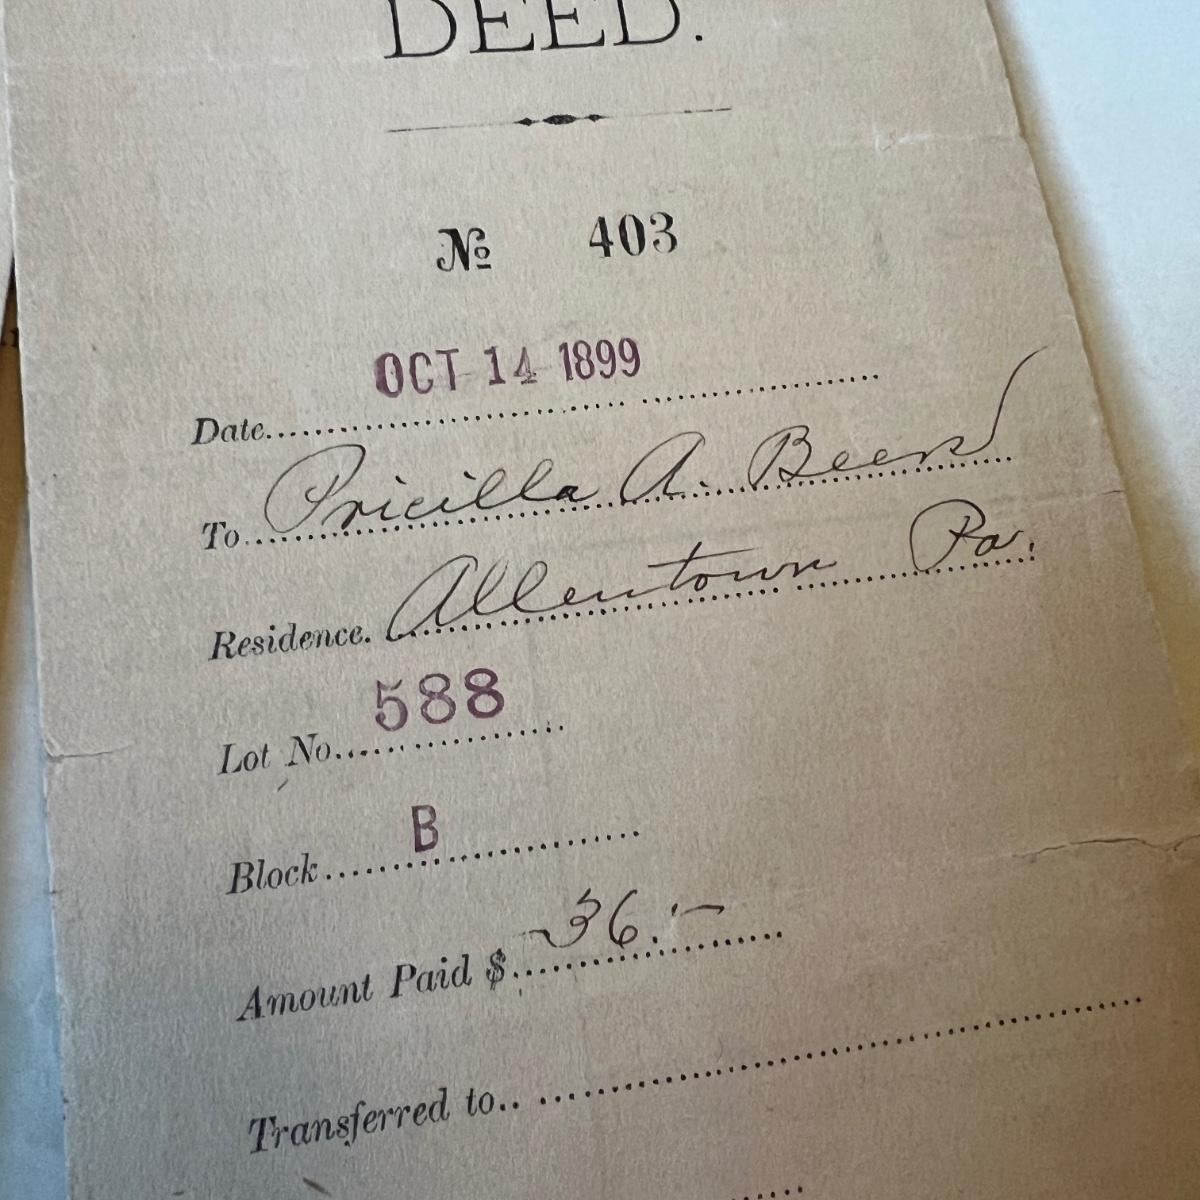 DEED.
№ 403
Date OCT 14 1899
To Pricilla A. Beers
Residence. Allentown Pa.
Lot No. 588
Block B
Amount Paid $ 36.—
Transferred to